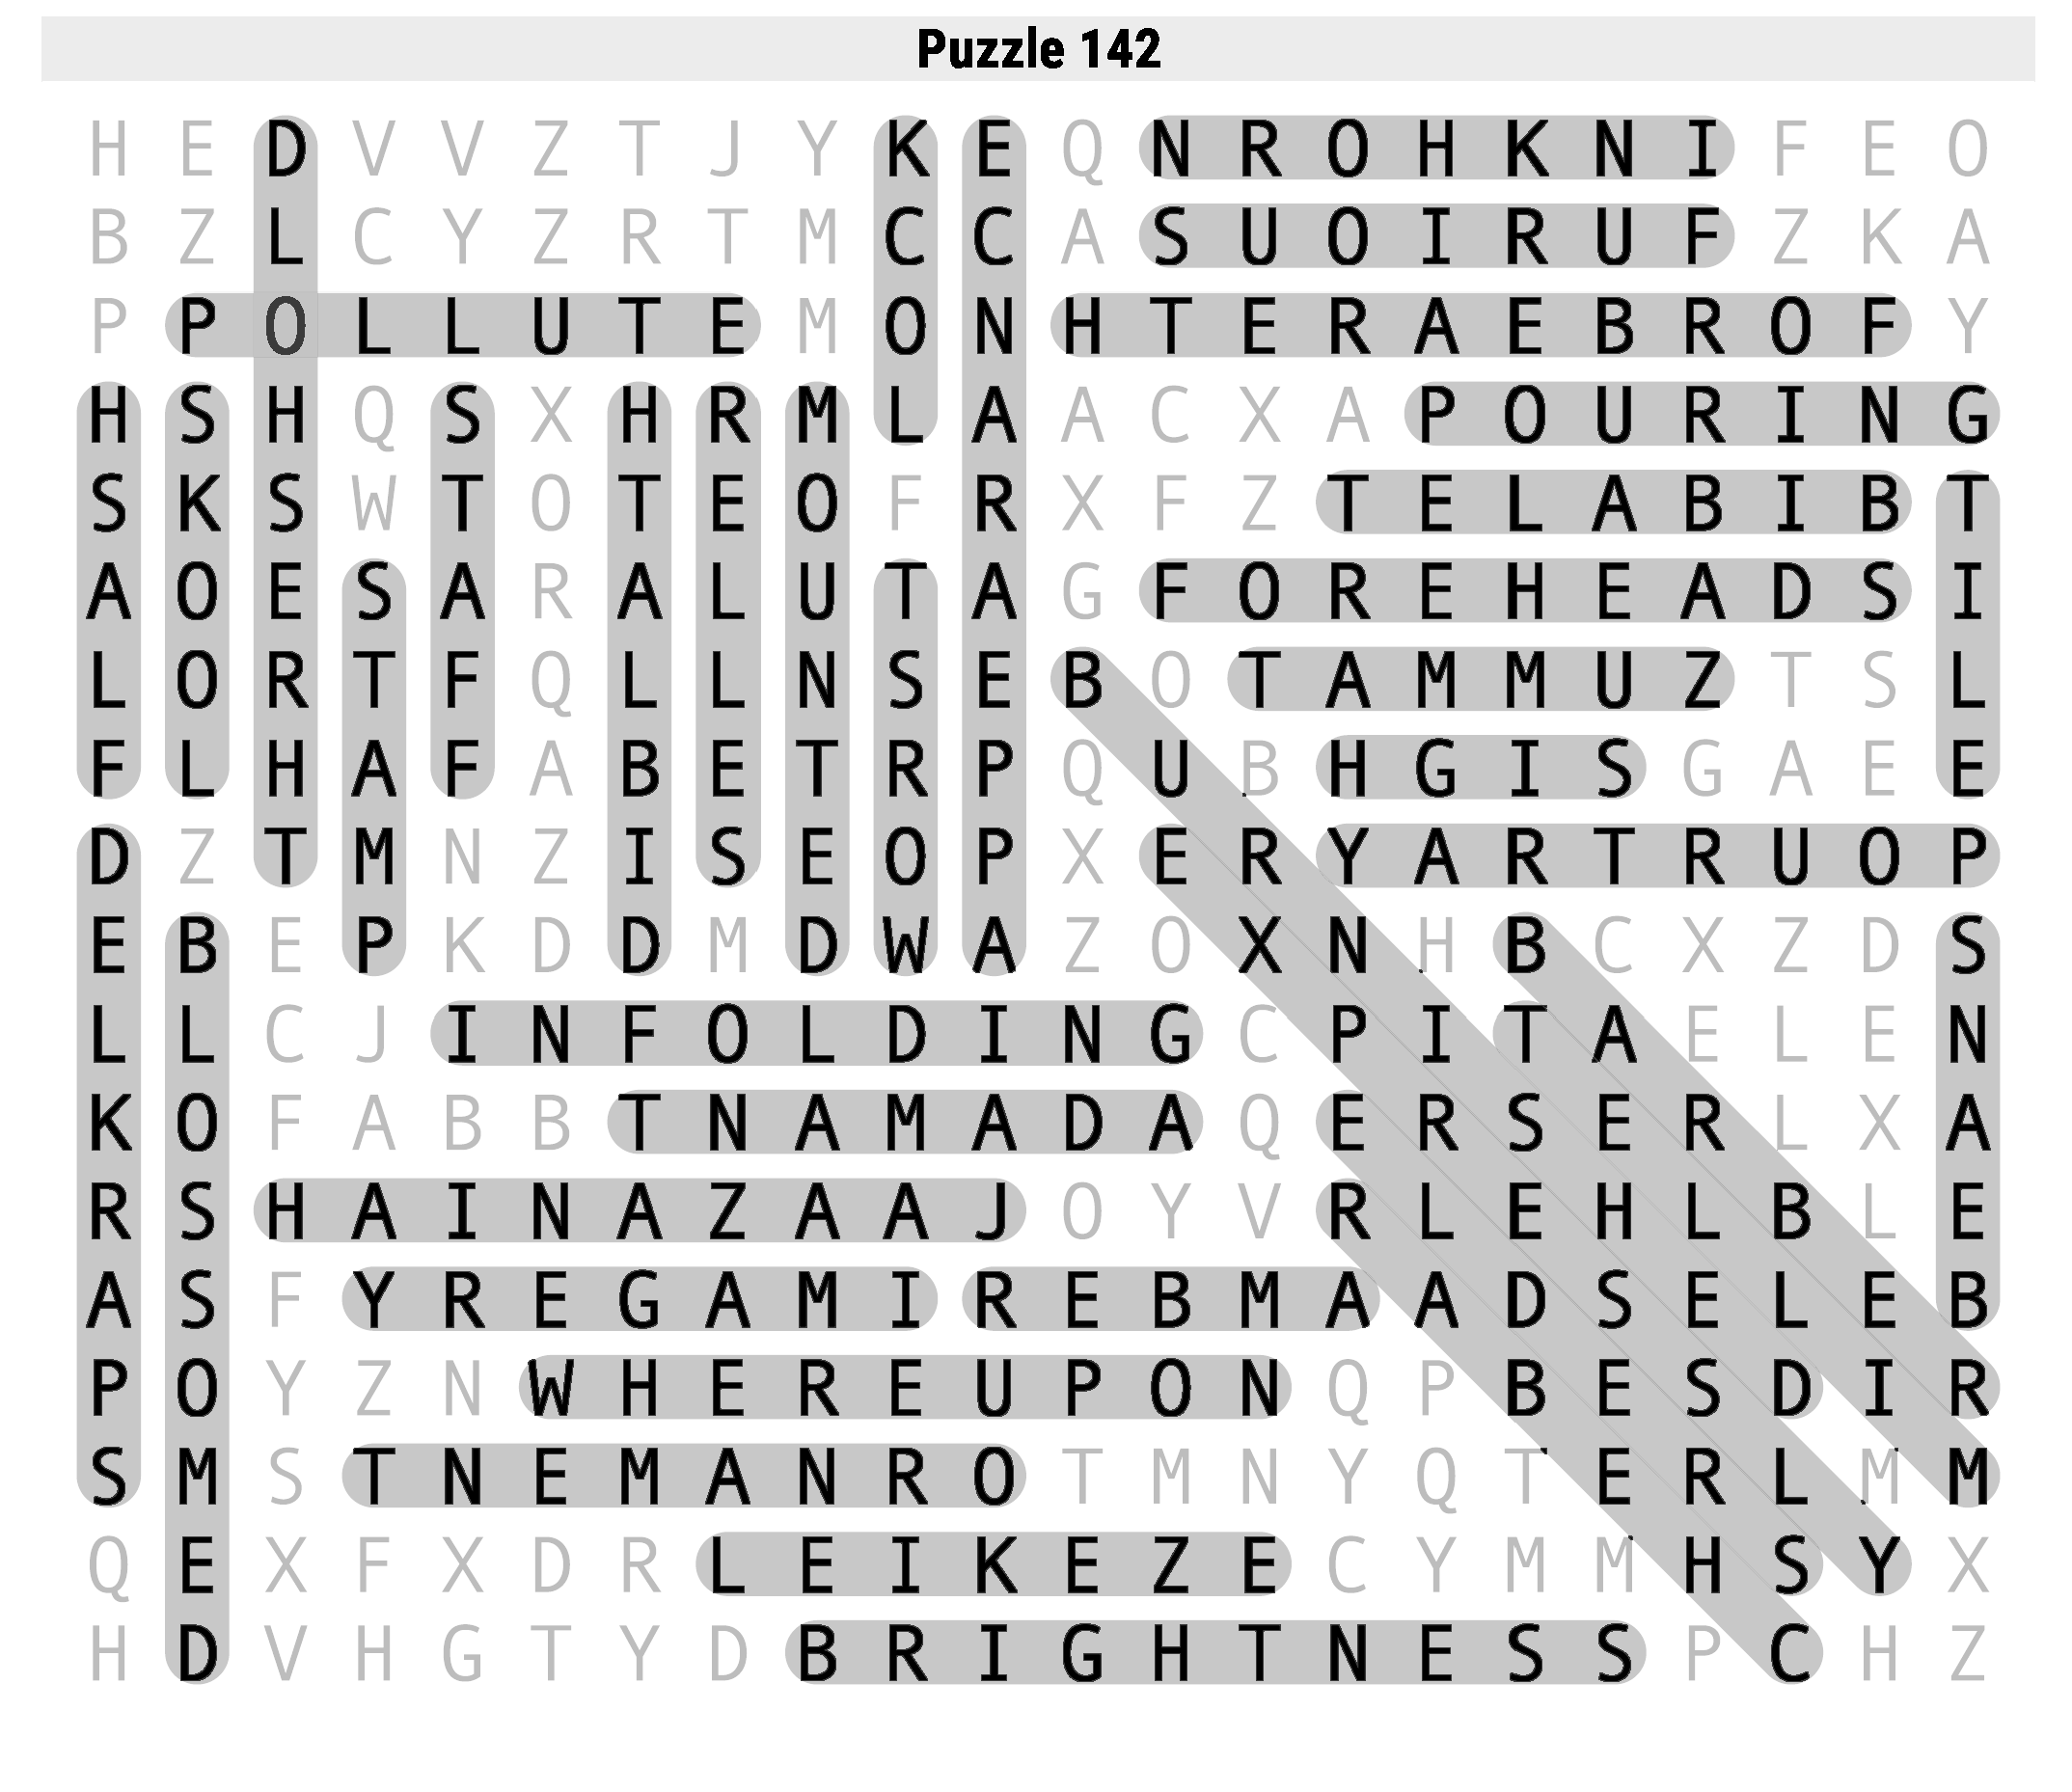 Puzzle 142
H E D V V Z T J Y K E Q N R O H K N I F E O
B Z L C Y Z R T M C C A S U O I R U F Z K A
P P O L L U T E M O N H T E R A E B R O F Y
H S H Q S X H R M L A A C X A P O U R I N G
S K S W T O T E O F R X F Z T E L A B I B T
A O E S A R A L U T A G F O R E H E A D S I
L O R T F Q L L N S E B O T A M M U Z T S L
F L H A F A B E T R P Q U B H G I S G A E E
D Z T M N Z I S E O P X E R Y A R T R U O P
E B E P K D D M D W A Z O X N H B C X Z D S
L L C J I N F O L D I N G C P I T A E L E N
K O F A B B T N A M A D A Q E R S E R L X A
R S H A I N A Z A A J O Y V R L E H L B L E
A S F Y R E G A M I R E B M A A D S E L E B
P O Y Z N W H E R E U P O N Q P B E S D I R
S M S T N E M A N R O T M N Y Q T E R L M M
Q E X F X D R L E I K E Z E C Y M M H S Y X
H D V H G T Y D B R I G H T N E S S P C H Z